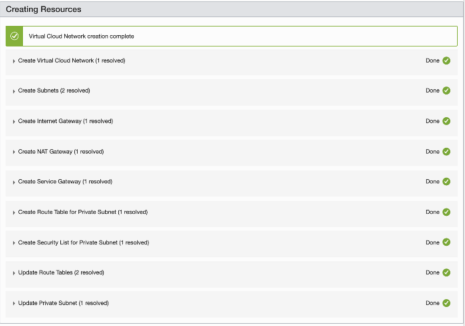 Creating Resources
Virtual Cloud Network creation complete
Create Virtual Cloud Network (1 resolved) Done
Create Subnets (2 resolved) Done
Create Internet Gateway (1 resolved) Done
Create NAT Gateway (1 resolved) Done
Create Service Gateway (1 resolved) Done
Create Route Table for Private Subnet (1 resolved) Done
Create Security List for Private Subnet (1 resolved) Done
Update Route Tables (2 resolved) Done
Update Private Subnet (1 resolved) Done